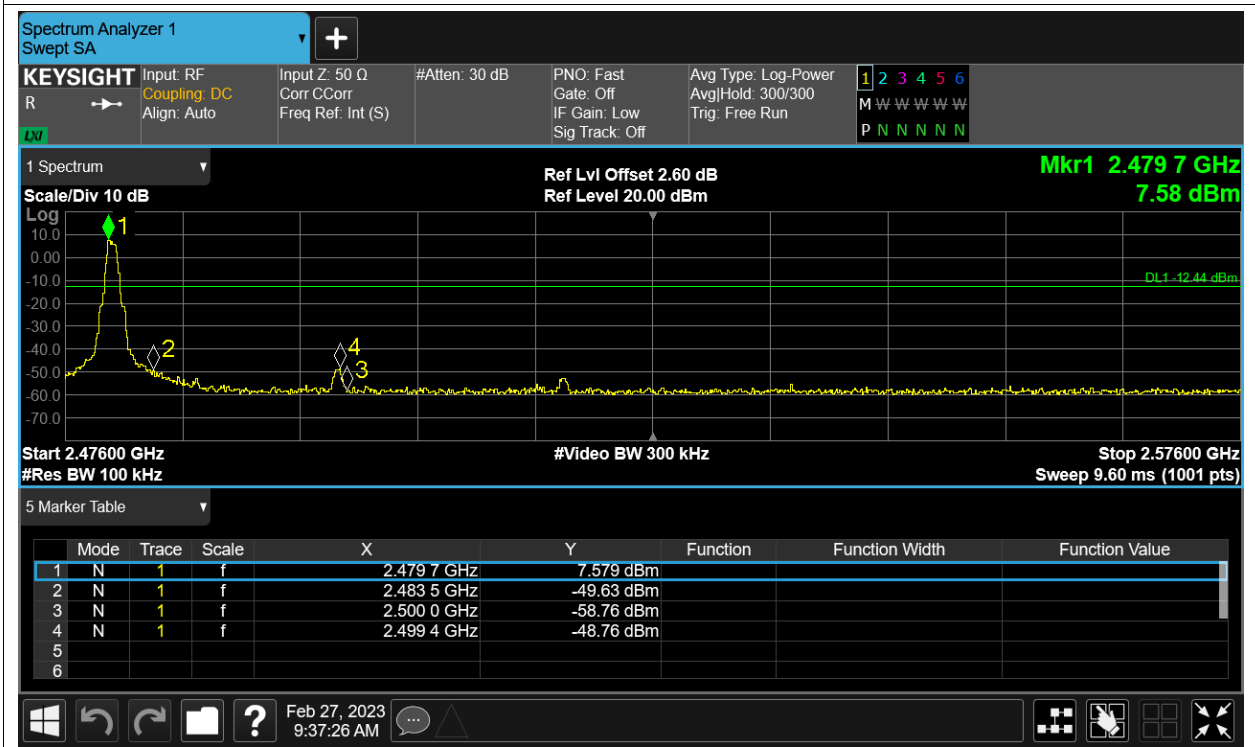 Spectrum Analyzer 1
Swept SA
KEYSIGHT
R
LXI
Input: RF
Coupling: DC
Align: Auto
Input Z: 50 Ω
Corr CCorr
Freq Ref: Int (S)
#Atten: 30 dB
PNO: Fast
Gate: Off
IF Gain: Low
Sig Track: Off
Avg Type: Log-Power
Avg|Hold: 300/300
Trig: Free Run
1 2 3 4 5 6
M W W W W W
P N N N N N
1 Spectrum
Scale/Div 10 dB
Ref Lvl Offset 2.60 dB
Ref Level 20.00 dBm
Mkr1 2.479 7 GHz
7.58 dBm
Log
10.0
0.00
-10.0
-20.0
-30.0
-40.0
-50.0
-60.0
-70.0
1
2
4
3
DL1 -12.44 dBm
Start 2.47600 GHz
#Res BW 100 kHz
#Video BW 300 kHz
Stop 2.57600 GHz
Sweep 9.60 ms (1001 pts)
5 Marker Table
Mode Trace Scale X Y Function Function Width Function Value
1 N 1 f 2.479 7 GHz 7.579 dBm
2 N 1 f 2.483 5 GHz -49.63 dBm
3 N 1 f 2.500 0 GHz -58.76 dBm
4 N 1 f 2.499 4 GHz -48.76 dBm
5
6
?
Feb 27, 2023
9:37:26 AM